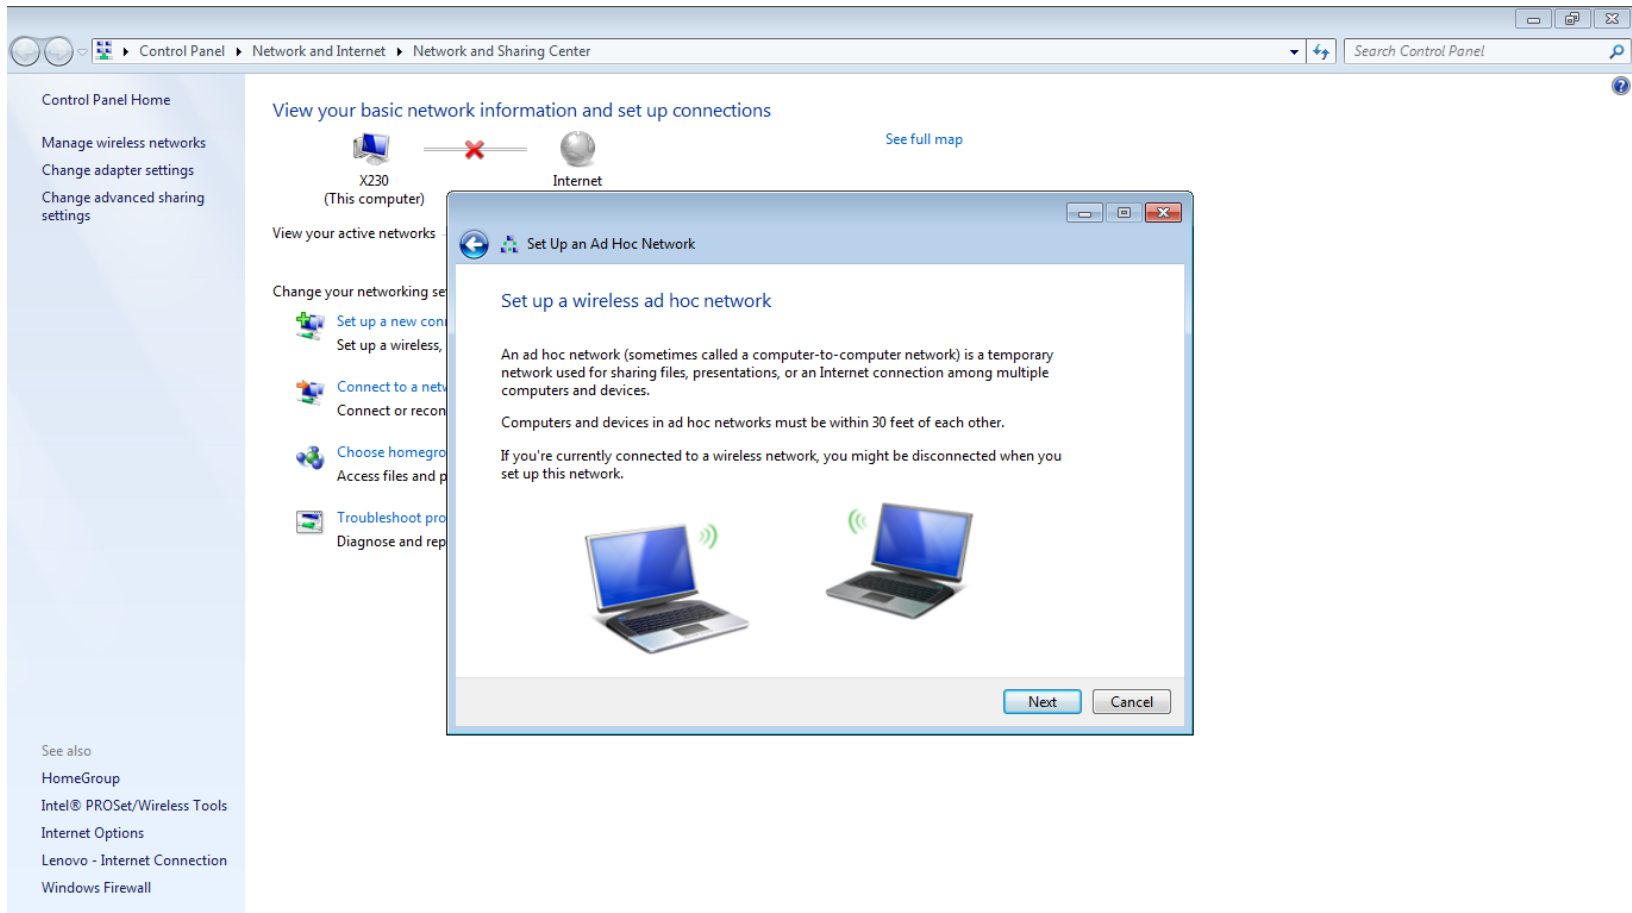 Control Panel
Network and Internet
Network and Sharing Center
Search Control Panel
Control Panel Home
Manage wireless networks
Change adapter settings
Change advanced sharing
settings
View your basic network information and set up connections
See full map
X230
(This computer)
Internet
View your active networks
Change your networking se
Set up a new con
Set up a wireless,
Connect to a net
Connect or recon
Choose homegro
Access files and p
Troubleshoot pro
Diagnose and rep
Set Up an Ad Hoc Network
Set up a wireless ad hoc network
An ad hoc network (sometimes called a computer-to-computer network) is a temporary
network used for sharing files, presentations, or an Internet connection among multiple
computers and devices.
Computers and devices in ad hoc networks must be within 30 feet of each other.
If you're currently connected to a wireless network, you might be disconnected when you
set up this network.
Next
Cancel
See also
HomeGroup
Intel® PROSet/Wireless Tools
Internet Options
Lenovo - Internet Connection
Windows Firewall